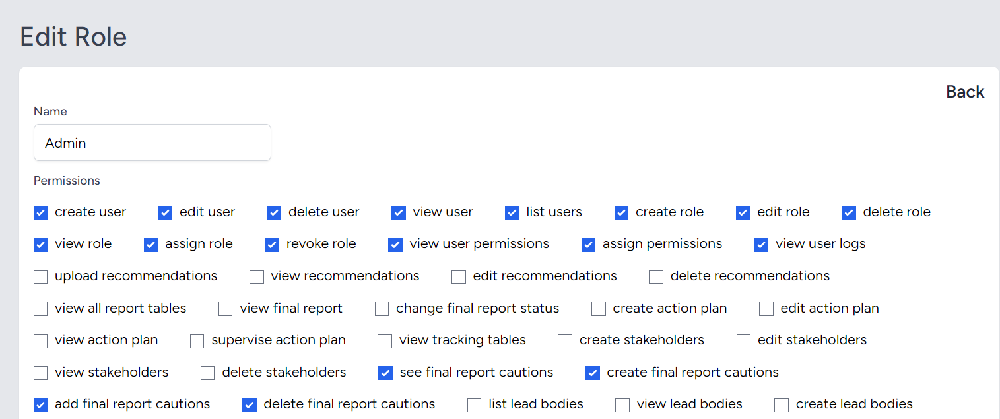 Edit Role
Back
Name
Admin
Permissions
create user edit user delete user view user list users create role edit role delete role
view role assign role revoke role view user permissions assign permissions view user logs
upload recommendations view recommendations edit recommendations delete recommendations
view all report tables view final report change final report status create action plan edit action plan
view action plan supervise action plan view tracking tables create stakeholders edit stakeholders
view stakeholders delete stakeholders see final report cautions create final report cautions
add final report cautions delete final report cautions list lead bodies view lead bodies create lead bodies